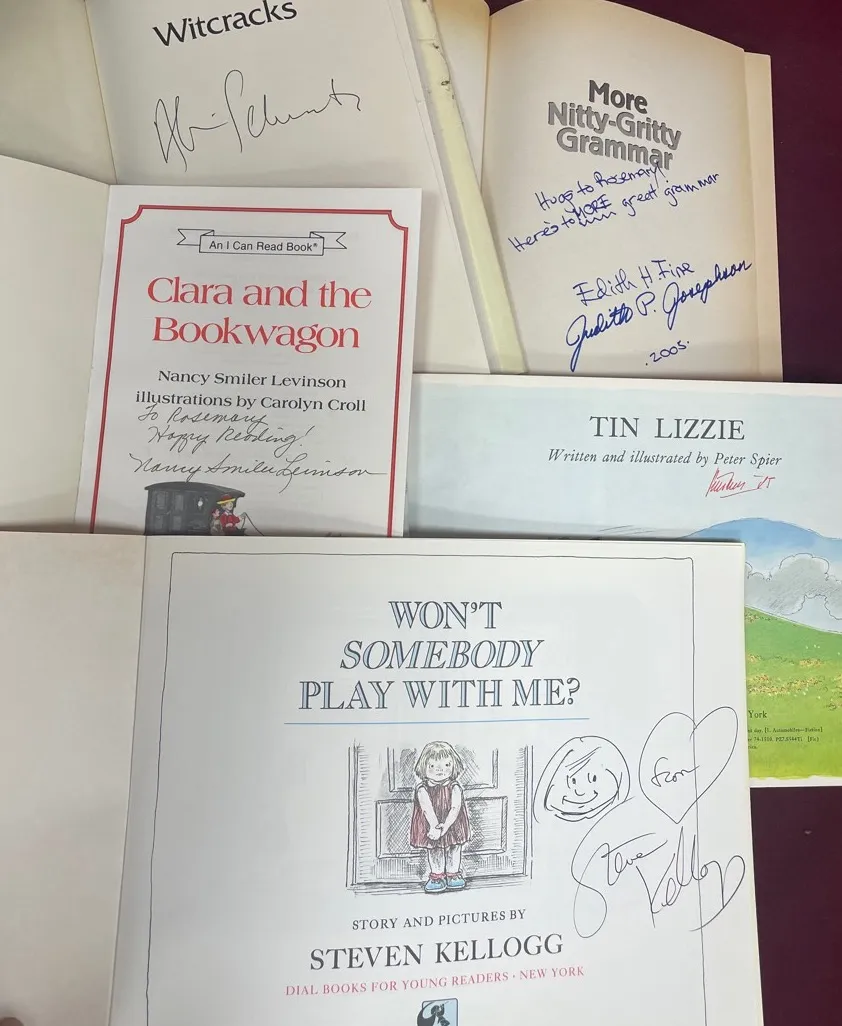 Witcracks
Alvin Schwartz
More
Nitty-Gritty
Grammar
Hugs to Rosemary!
Here's to MORE great grammar
Edith H. Fine
Judith P. Josephson
.2005.
An I Can Read Book®
Clara and the
Bookwagon
Nancy Smiler Levinson
illustrations by Carolyn Croll
To Rosemary
Happy Reading!
Nancy Smiler Levinson
TIN LIZZIE
Written and illustrated by Peter Spier
York
WON'T
SOMEBODY
PLAY WITH ME?
from
Steven
Kellogg
STORY AND PICTURES BY
STEVEN KELLOGG
DIAL BOOKS FOR YOUNG READERS · NEW YORK